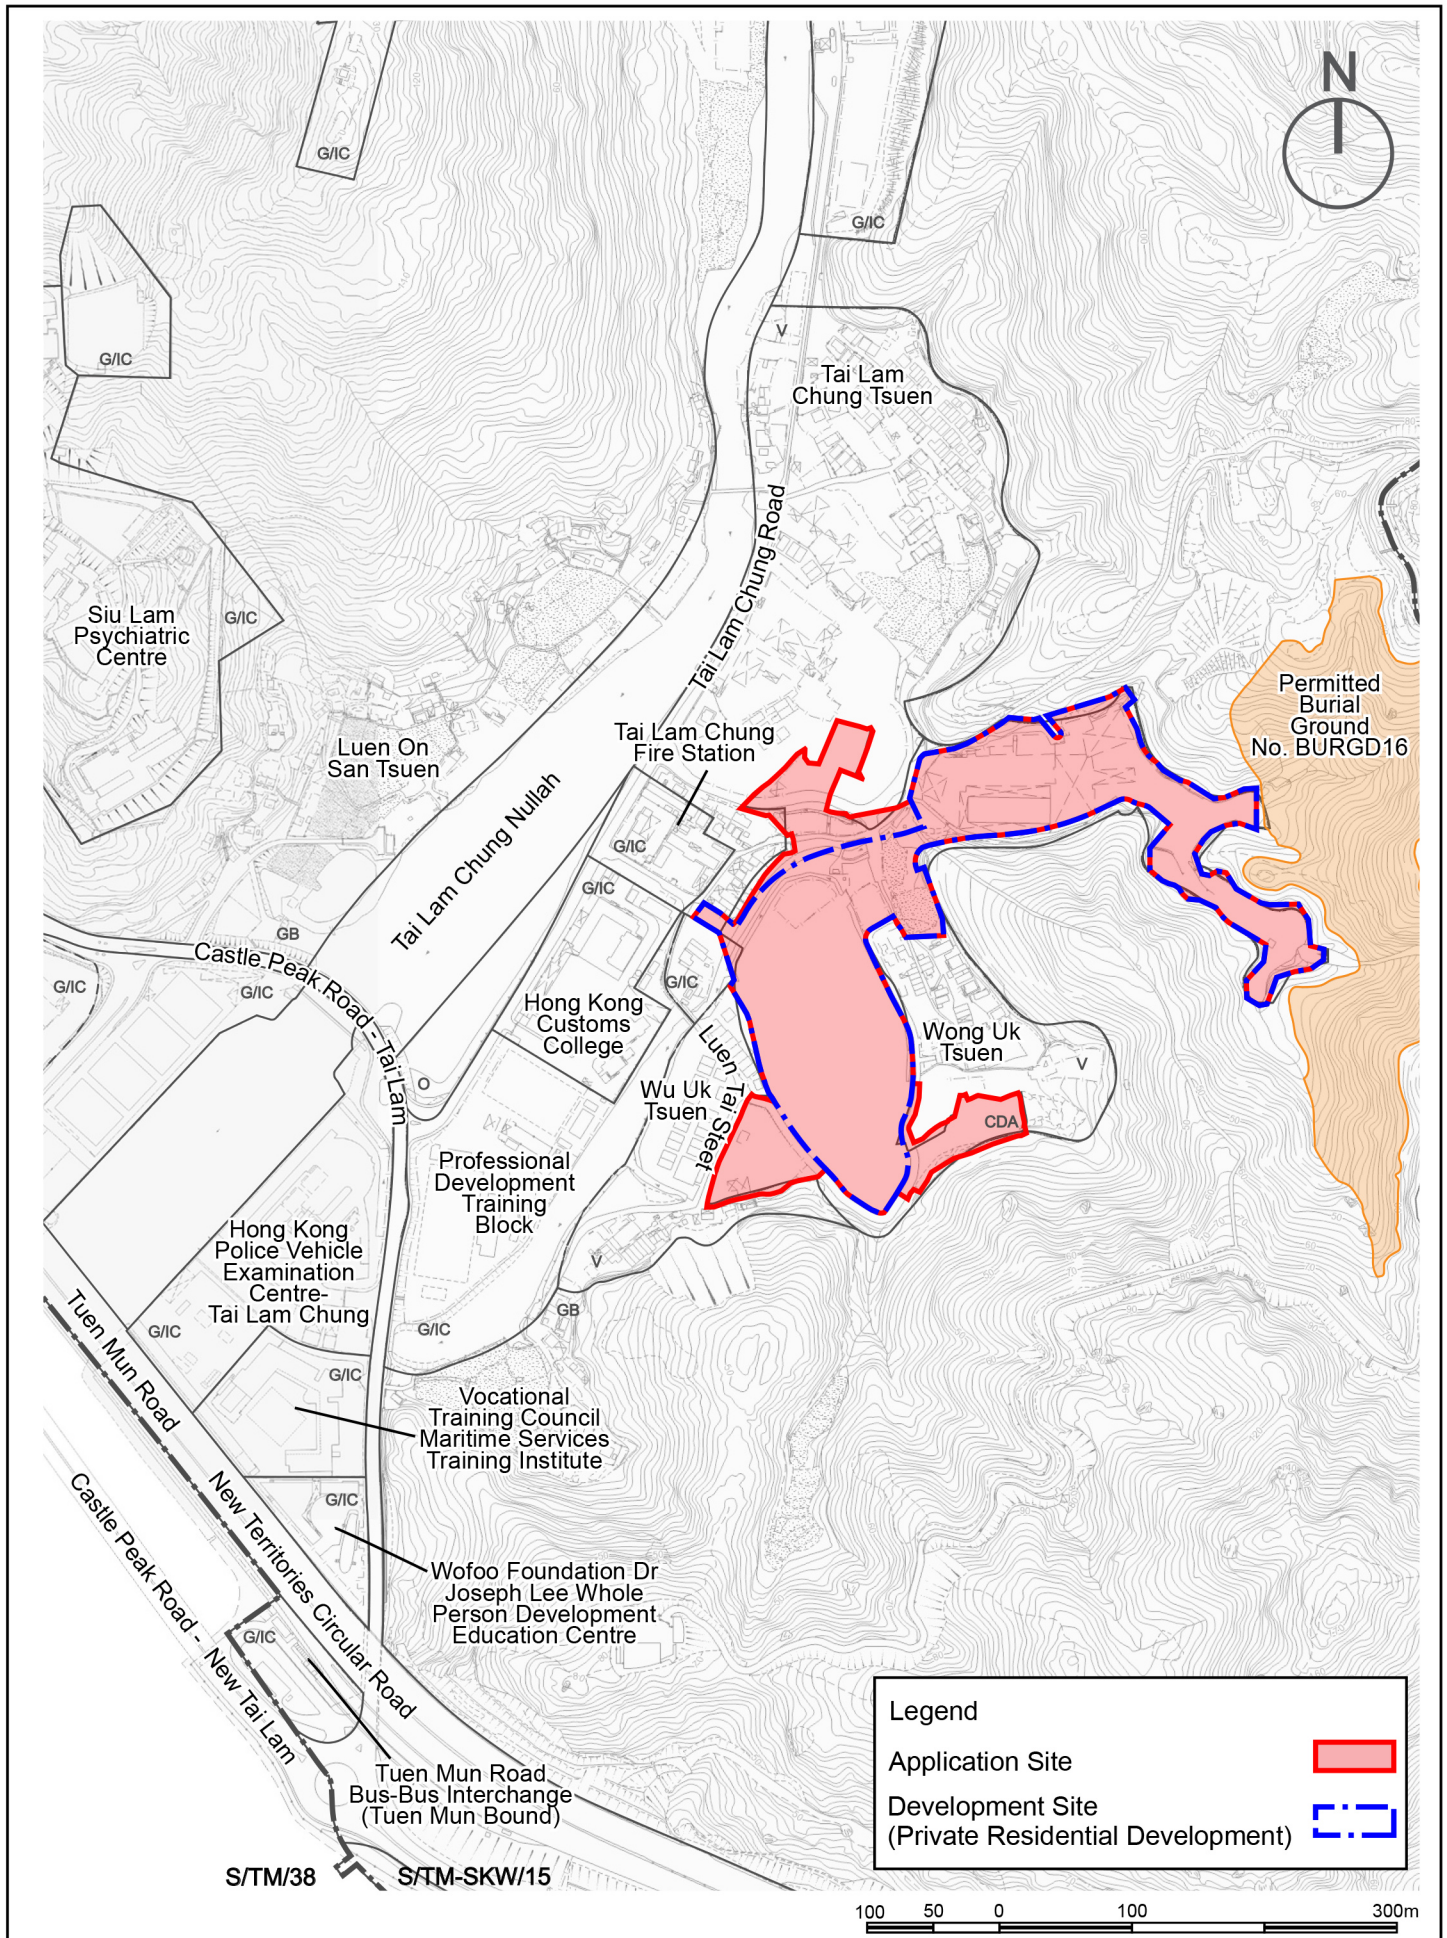 N
G/IC
G/IC
G/IC
V
Tai Lam
Chung Tsuen
Tai Lam Chung Road
Siu Lam
Psychiatric
Centre
G/IC
Permitted
Burial
Ground
No. BURGD16
Luen On
San Tsuen
Tai Lam Chung
Fire Station
G/IC
G/IC
Tai Lam Chung Nullah
GB
Castle Peak Road - Tai Lam
G/IC
G/IC
G/IC
Hong Kong
Customs
College
Luen Tai Steet
Wong Uk
Tsuen
V
O
Wu Uk
Tsuen
CDA
Professional
Development
Training
Block
Hong Kong
Police Vehicle
Examination
Centre-
Tai Lam Chung
V
GB
G/IC
G/IC
G/IC
Tuen Mun Road
Vocational
Training Council
Maritime Services
Training Institute
New Territories Circular Road
G/IC
Castle Peak Road - New Tai Lam
Wofoo Foundation Dr
Joseph Lee Whole
Person Development
Education Centre
G/IC
Tuen Mun Road
Bus-Bus Interchange
(Tuen Mun Bound)
S/TM/38
S/TM-SKW/15
Legend
Application Site
Development Site
(Private Residential Development)
100 50 0 100 300m